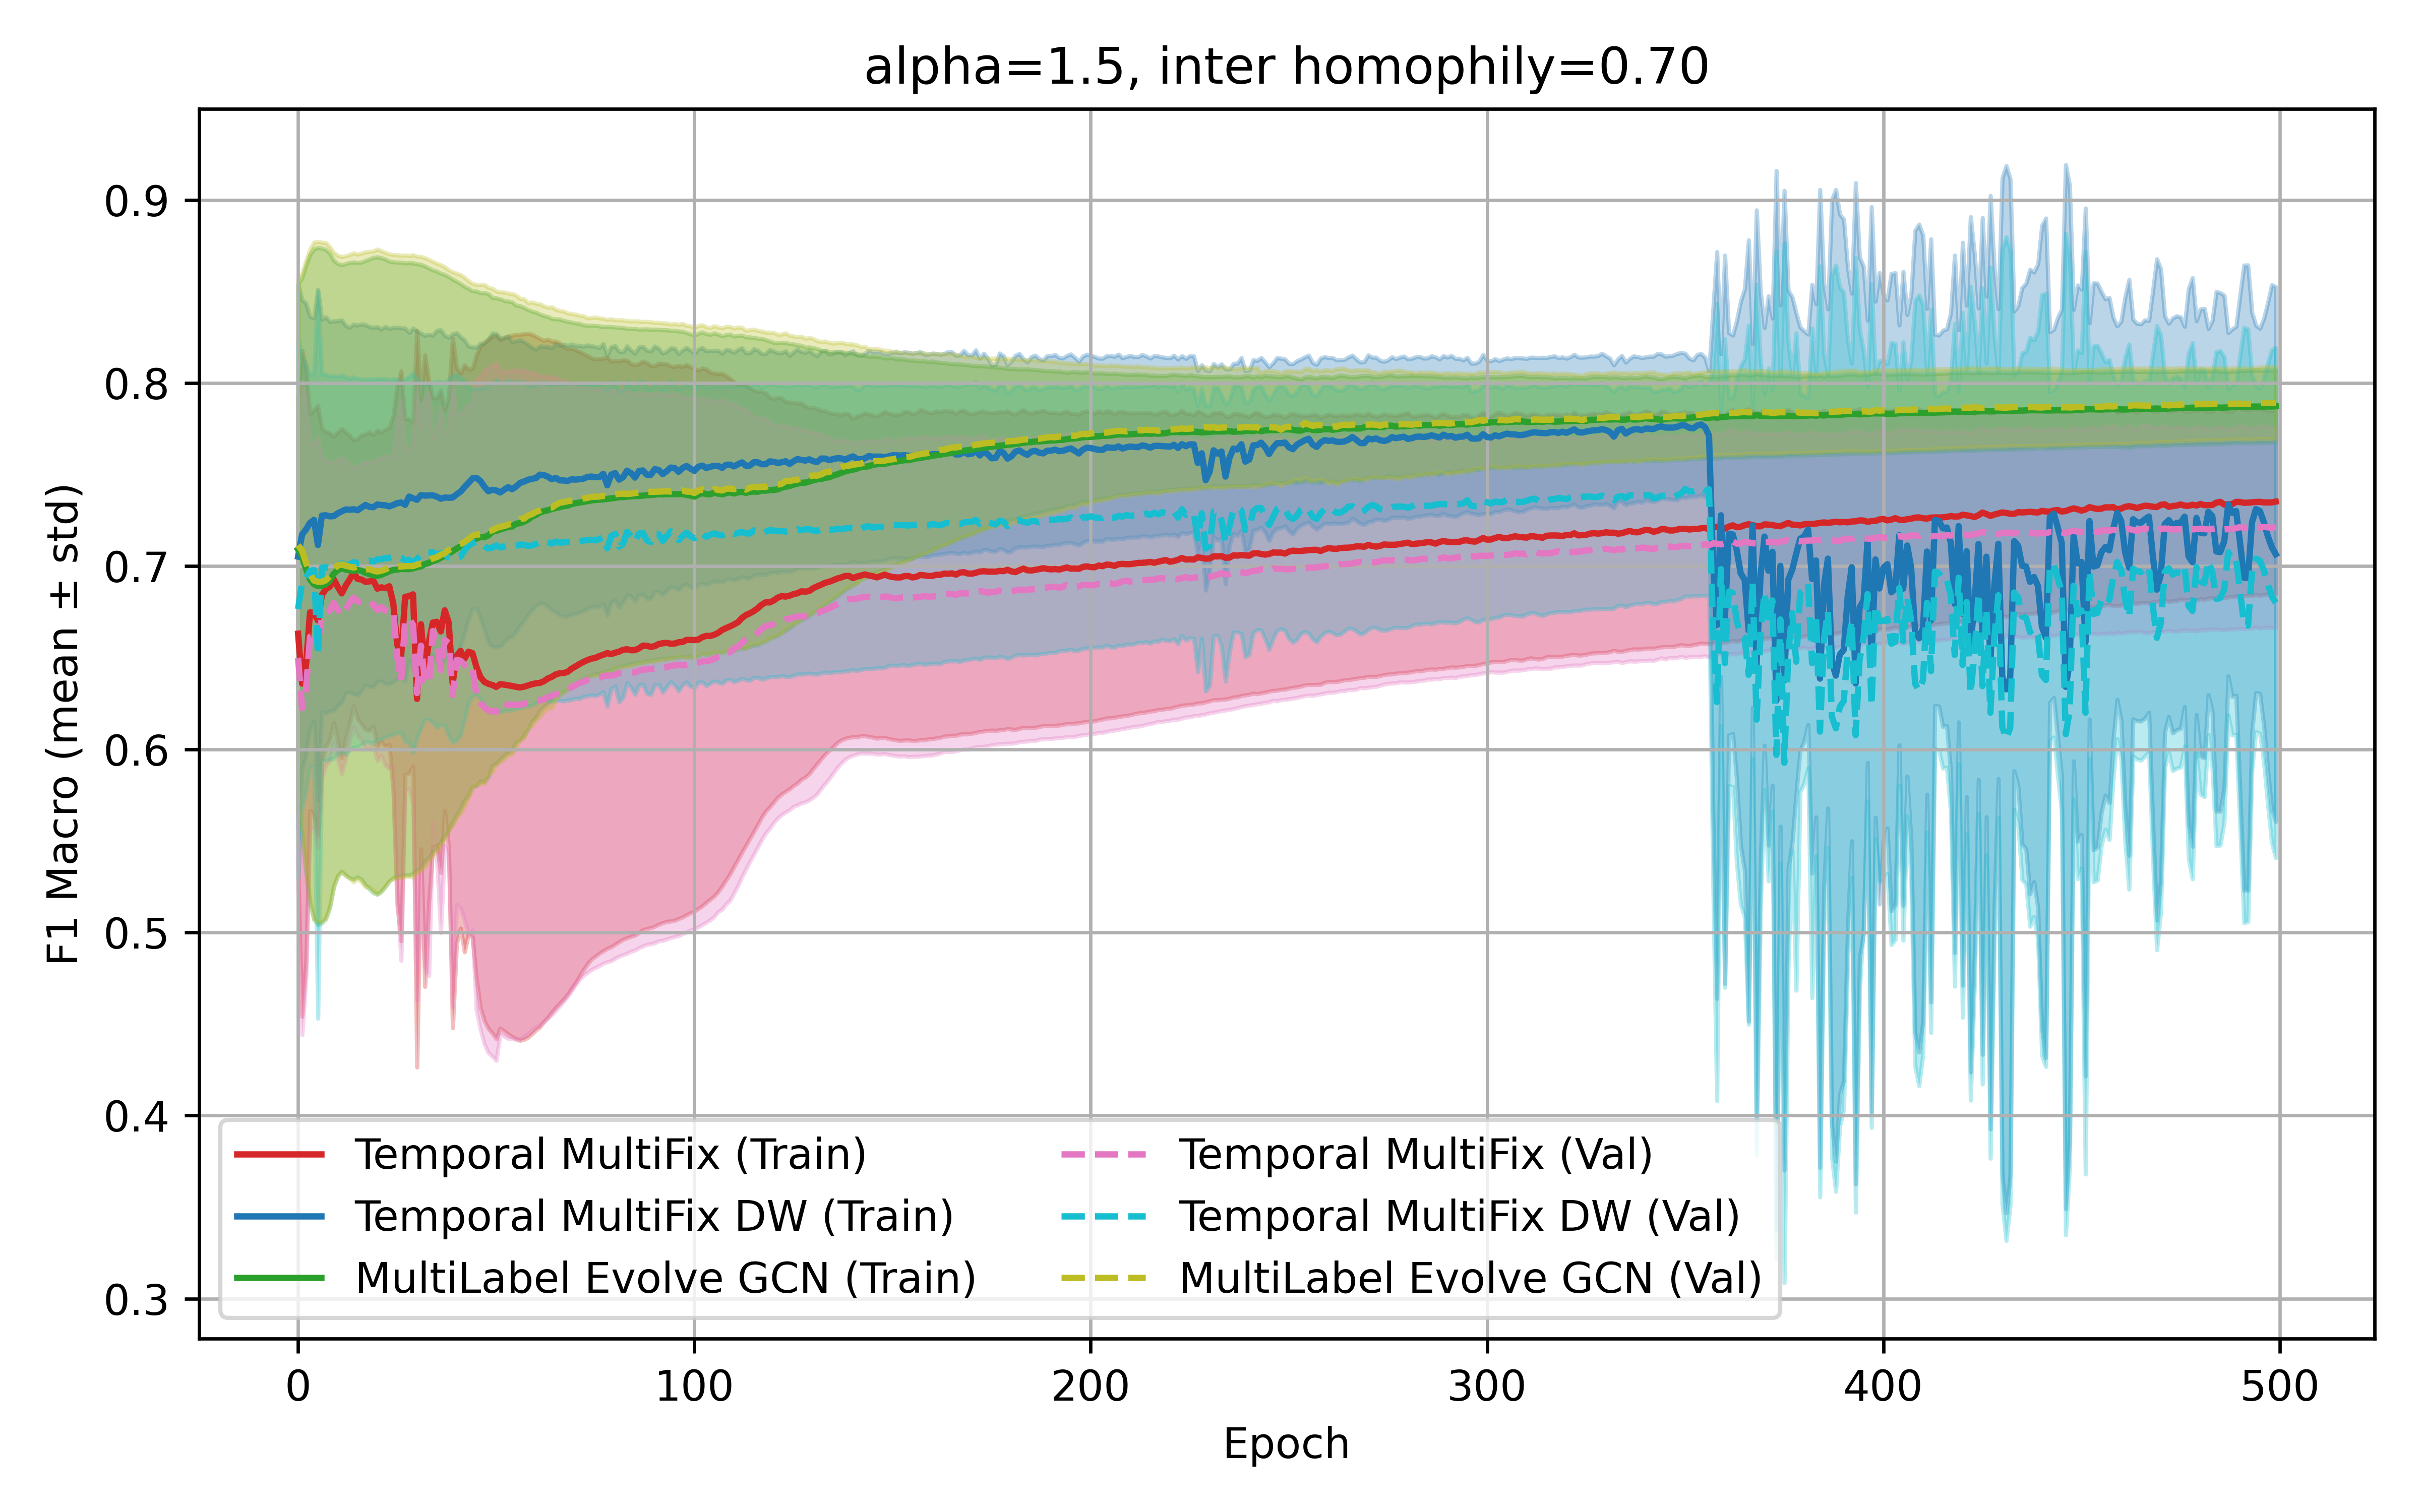 alpha=1.5, inter homophily=0.70
F1 Macro (mean ± std)
0.9
0.8
0.7
0.6
0.5
0.4
0.3
Temporal MultiFix (Train)
Temporal MultiFix DW (Train)
MultiLabel Evolve GCN (Train)
Temporal MultiFix (Val)
Temporal MultiFix DW (Val)
MultiLabel Evolve GCN (Val)
0 100 200 300 400 500
Epoch